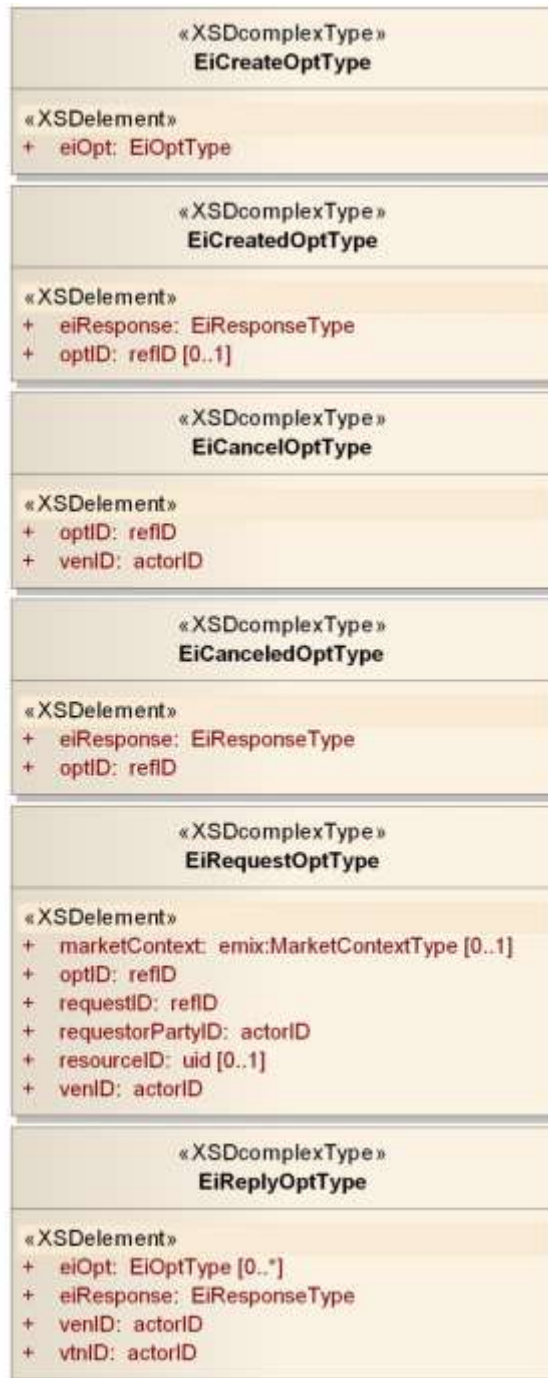 «XSDcomplexType»
EiCreateOptType
«XSDelement»
+ eiOpt: EiOptType
«XSDcomplexType»
EiCreatedOptType
«XSDelement»
+ eiResponse: EiResponseType
+ optID: refID [0..1]
«XSDcomplexType»
EiCancelOptType
«XSDelement»
+ optID: refID
+ venID: actorID
«XSDcomplexType»
EiCanceledOptType
«XSDelement»
+ eiResponse: EiResponseType
+ optID: refID
«XSDcomplexType»
EiRequestOptType
«XSDelement»
+ marketContext: emix:MarketContextType [0..1]
+ optID: refID
+ requestID: refID
+ requestorPartyID: actorID
+ resourceID: uid [0..1]
+ venID: actorID
«XSDcomplexType»
EiReplyOptType
«XSDelement»
+ eiOpt: EiOptType [0..*]
+ eiResponse: EiResponseType
+ venID: actorID
+ vtnID: actorID